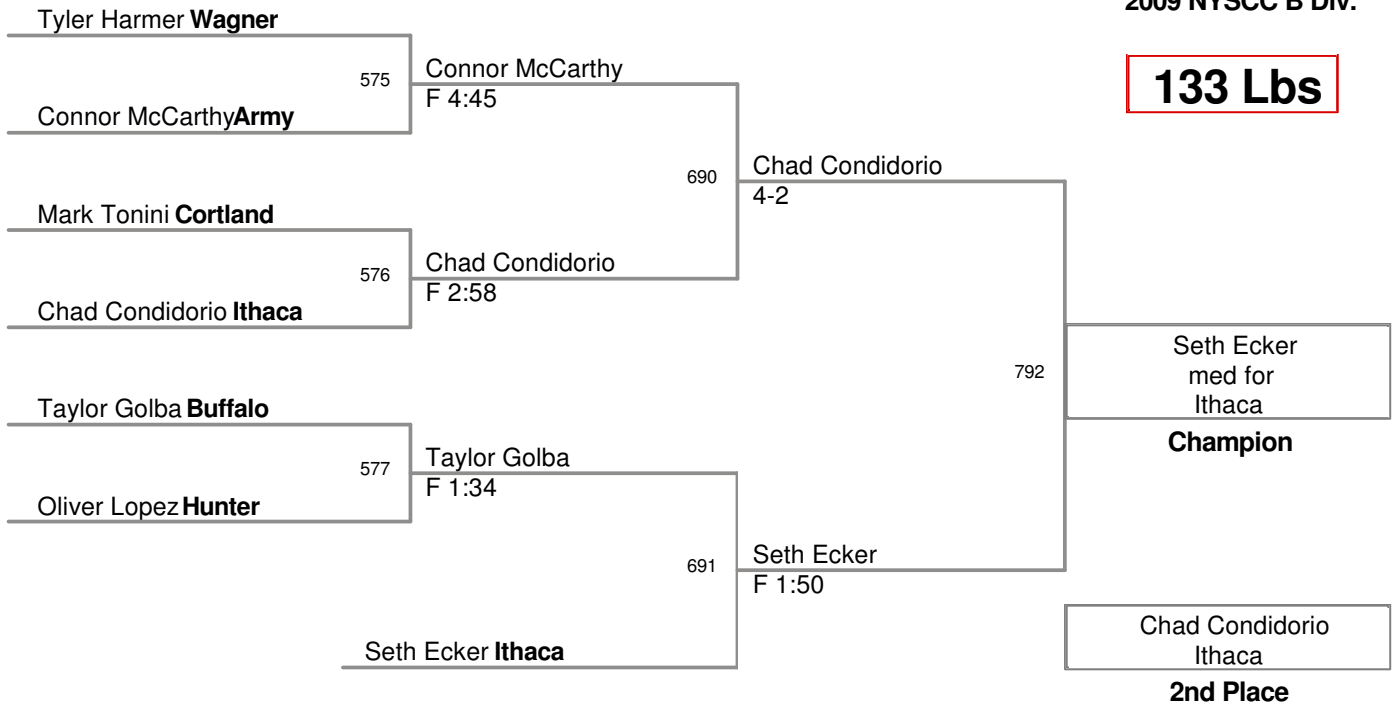 2009 NYSCC B Div.
133 Lbs
Tyler Harmer Wagner
575
Connor McCarthy
F 4:45
Connor McCarthyArmy
690
Chad Condidorio
4-2
Mark Tonini Cortland
576
Chad Condidorio
F 2:58
Chad Condidorio Ithaca
792
Seth Ecker
med for
Ithaca
Champion
Taylor Golba Buffalo
577
Taylor Golba
F 1:34
Oliver Lopez Hunter
691
Seth Ecker
F 1:50
Seth Ecker Ithaca
Chad Condidorio
Ithaca
2nd Place